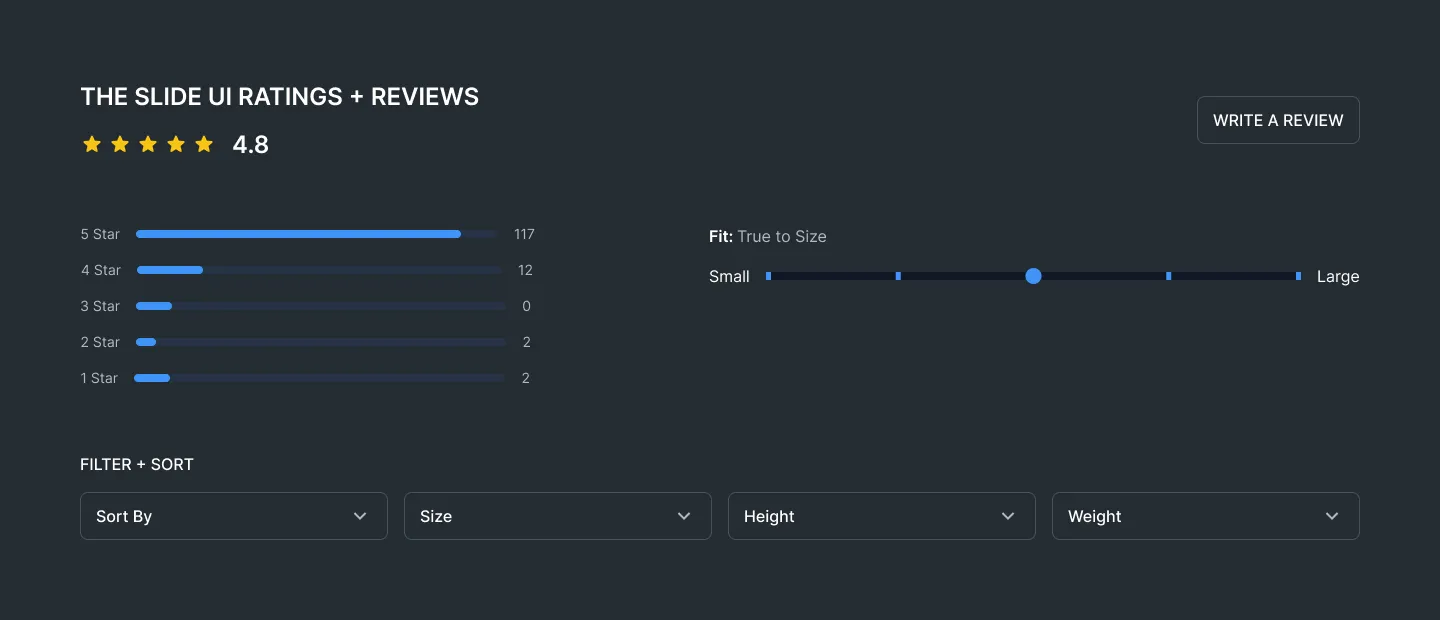 THE SLIDE UI RATINGS + REVIEWS
4.8
WRITE A REVIEW
5 Star 117
4 Star 12
3 Star 0
2 Star 2
1 Star 2
Fit: True to Size
Small Large
FILTER + SORT
Sort By Size Height Weight